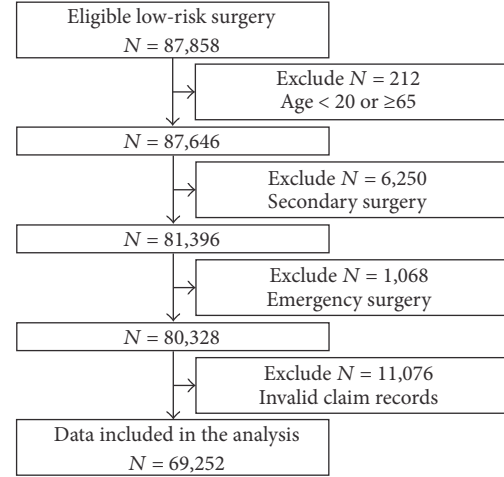 Eligible low-risk surgery
N = 87,858
Exclude N = 212
Age < 20 or ≥65
N = 87,646
Exclude N = 6,250
Secondary surgery
N = 81,396
Exclude N = 1,068
Emergency surgery
N = 80,328
Exclude N = 11,076
Invalid claim records
Data included in the analysis
N = 69,252